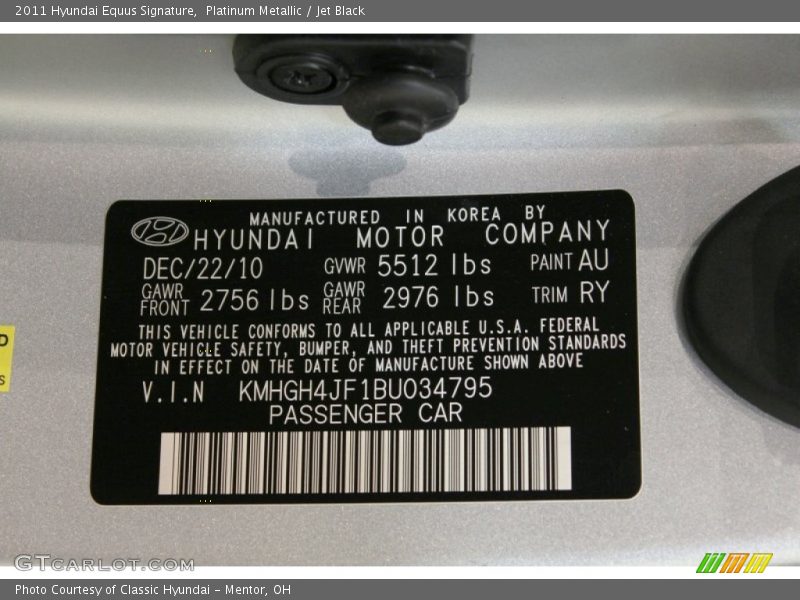 2011 Hyundai Equus Signature,  Platinum Metallic / Jet Black
MANUFACTURED IN KOREA BY
HYUNDAI MOTOR COMPANY
DEC/22/10 GVWR 5512 lbs PAINT AU
GAWR FRONT 2756 lbs GAWR REAR 2976 lbs TRIM RY
THIS VEHICLE CONFORMS TO ALL APPLICABLE U.S.A. FEDERAL
MOTOR VEHICLE SAFETY, BUMPER, AND THEFT PREVENTION STANDARDS
IN EFFECT ON THE DATE OF MANUFACTURE SHOWN ABOVE
V.I.N KMHGH4JF1BU034795
PASSENGER CAR
GTCARLOT.COM
Photo Courtesy of Classic Hyundai - Mentor, OH